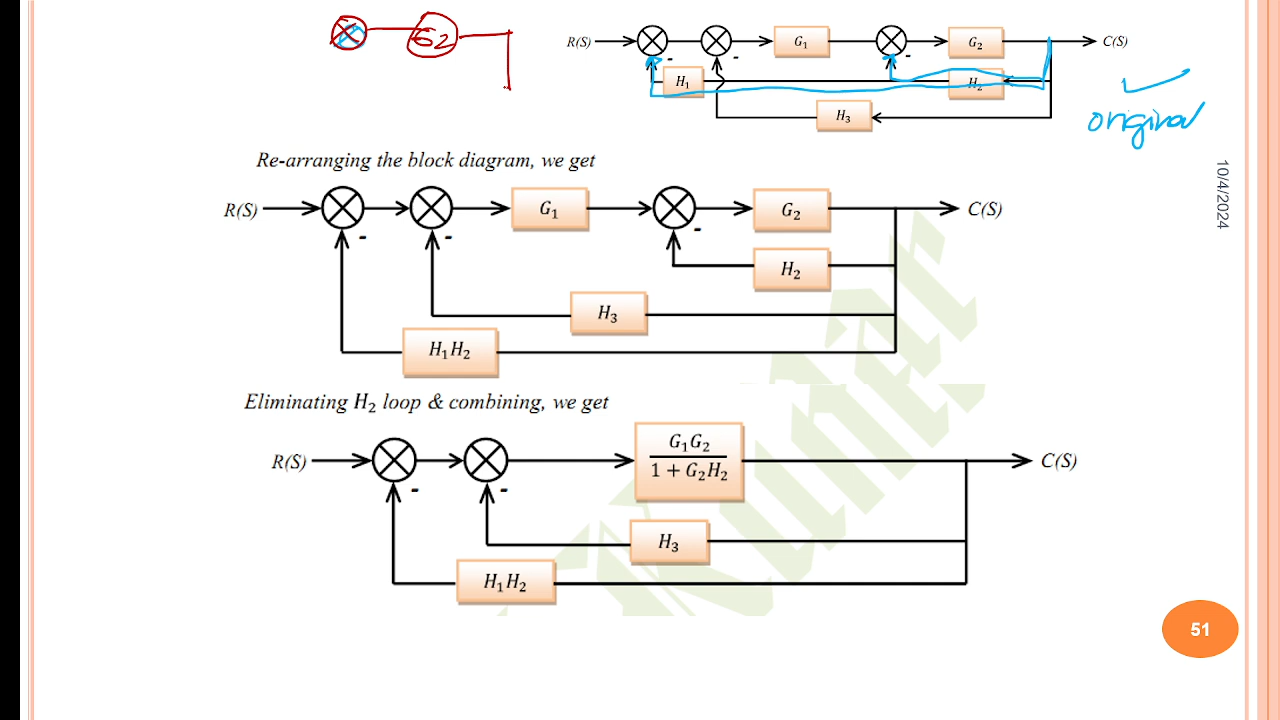 G2
R(S) G₁ G₂ C(S)
H₁ H₂
H₃
original
10/4/2024
Re-arranging the block diagram, we get
R(S) G₁ G₂ C(S)
- - -
H₂
H₃
H₁H₂
Eliminating H₂ loop & combining, we get
R(S) G₁G₂ / 1 + G₂H₂ C(S)
- -
H₃
H₁H₂
51